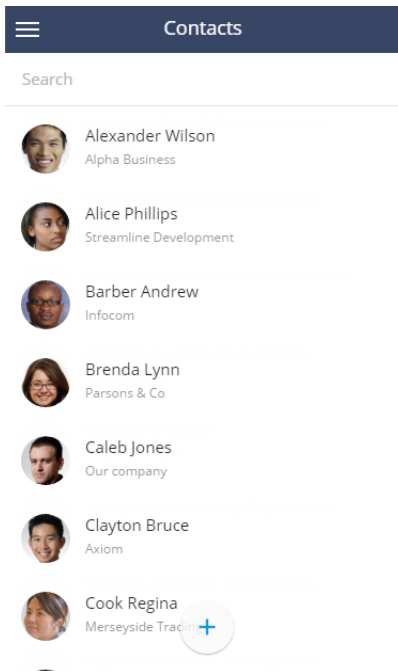 Contacts
Search
Alexander Wilson
Alpha Business
Alice Phillips
Streamline Development
Barber Andrew
Infocom
Brenda Lynn
Parsons & Co
Caleb Jones
Our company
Clayton Bruce
Axiom
Cook Regina
Merseyside